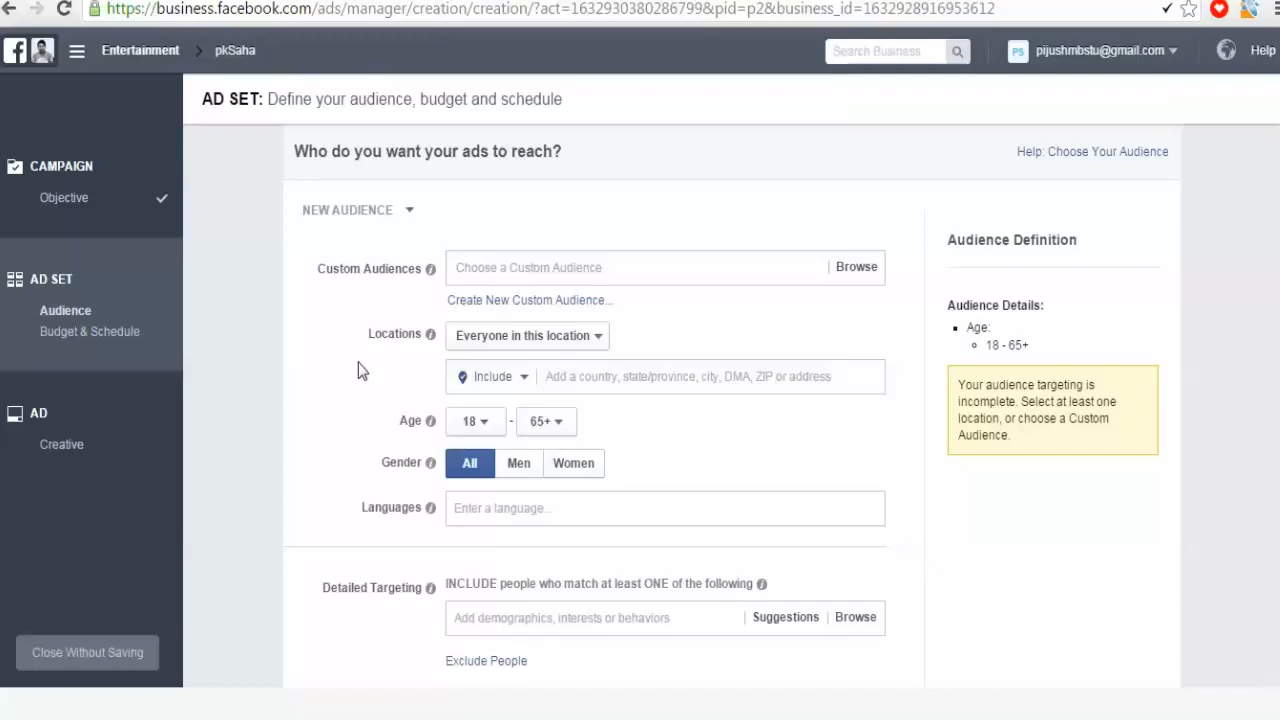 https://business.facebook.com/ads/manager/creation/creation/?act=1632930380286799&pid=p2&business_id=1632928916953612
Entertainment > pkSaha
Search Business
PS pijushmbstu@gmail.com
Help
AD SET: Define your audience, budget and schedule
CAMPAIGN
Objective
AD SET
Audience
Budget & Schedule
AD
Creative
Close Without Saving
Who do you want your ads to reach?
Help: Choose Your Audience
NEW AUDIENCE
Custom Audiences
Choose a Custom Audience
Browse
Create New Custom Audience...
Locations
Everyone in this location
Include
Add a country, state/province, city, DMA, ZIP or address
Age
18 - 65+
Gender
All Men Women
Languages
Enter a language...
Detailed Targeting
INCLUDE people who match at least ONE of the following
Add demographics, interests or behaviors
Suggestions | Browse
Exclude People
Audience Definition
Audience Details:
Age:
18 - 65+
Your audience targeting is
incomplete. Select at least one
location, or choose a Custom
Audience.